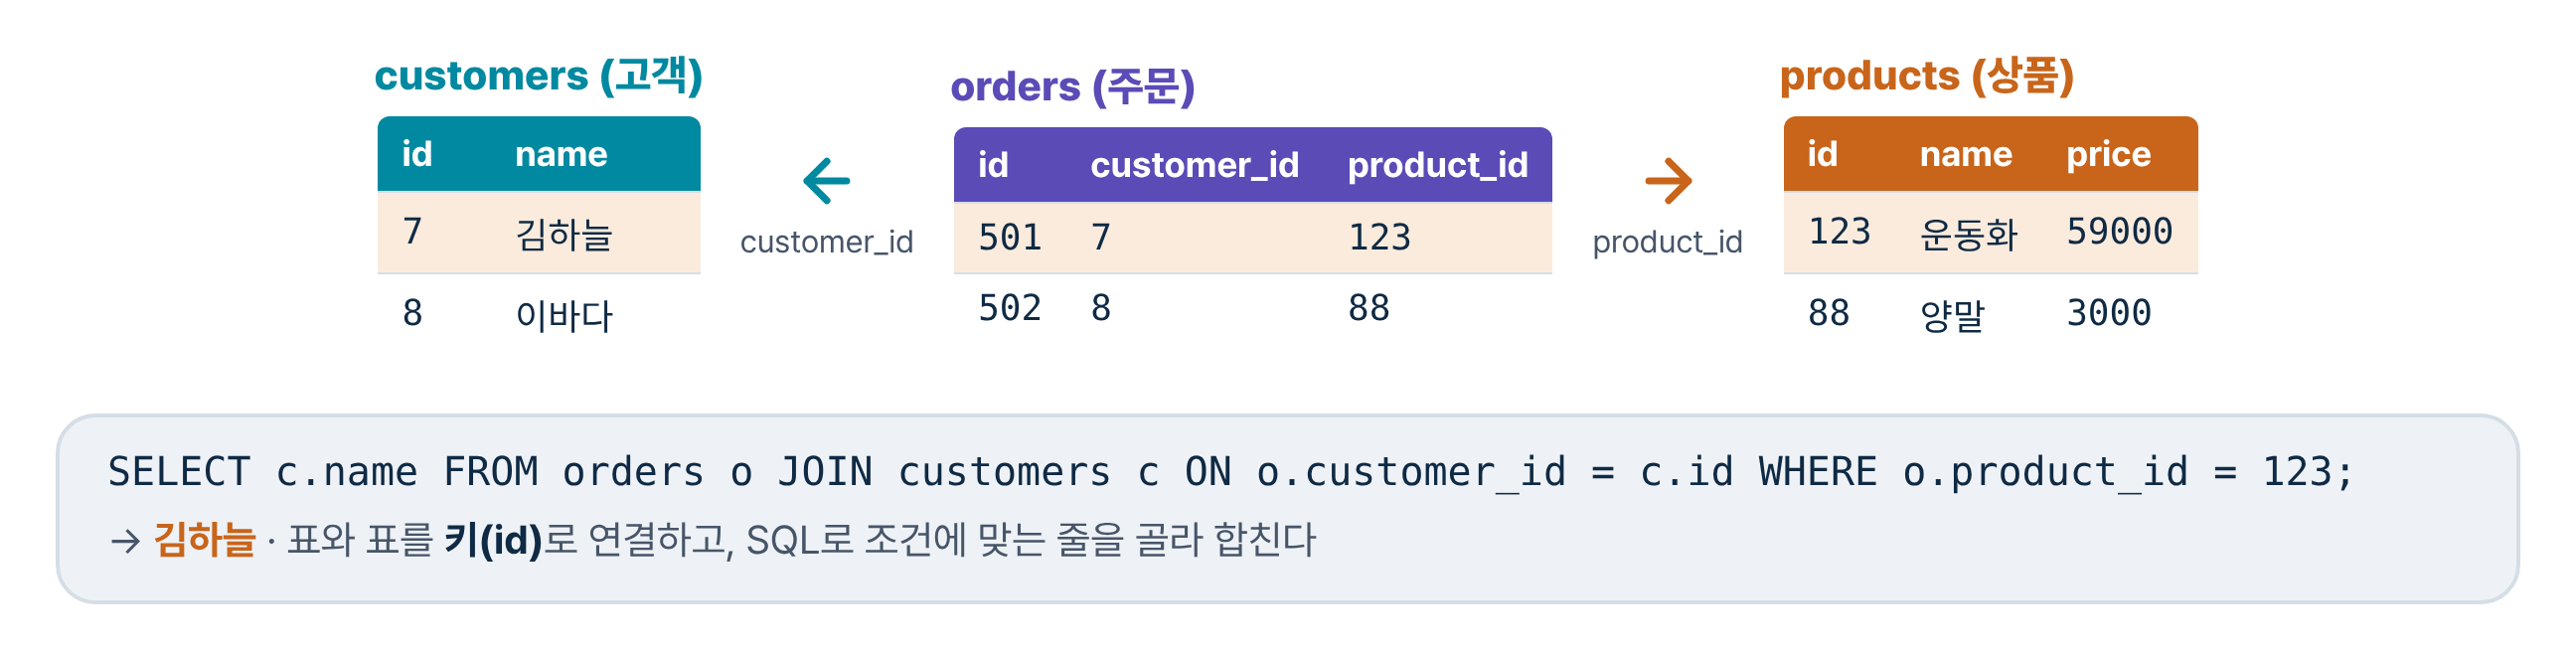 customers (고객)
id name
7 김하늘
8 이바다
customer_id
orders (주문)
id customer_id product_id
501 7 123
502 8 88
product_id
products (상품)
id name price
123 운동화 59000
88 양말 3000
SELECT c.name FROM orders o JOIN customers c ON o.customer_id = c.id WHERE o.product_id = 123;
→ 김하늘 · 표와 표를 키(id)로 연결하고, SQL로 조건에 맞는 줄을 골라 합친다